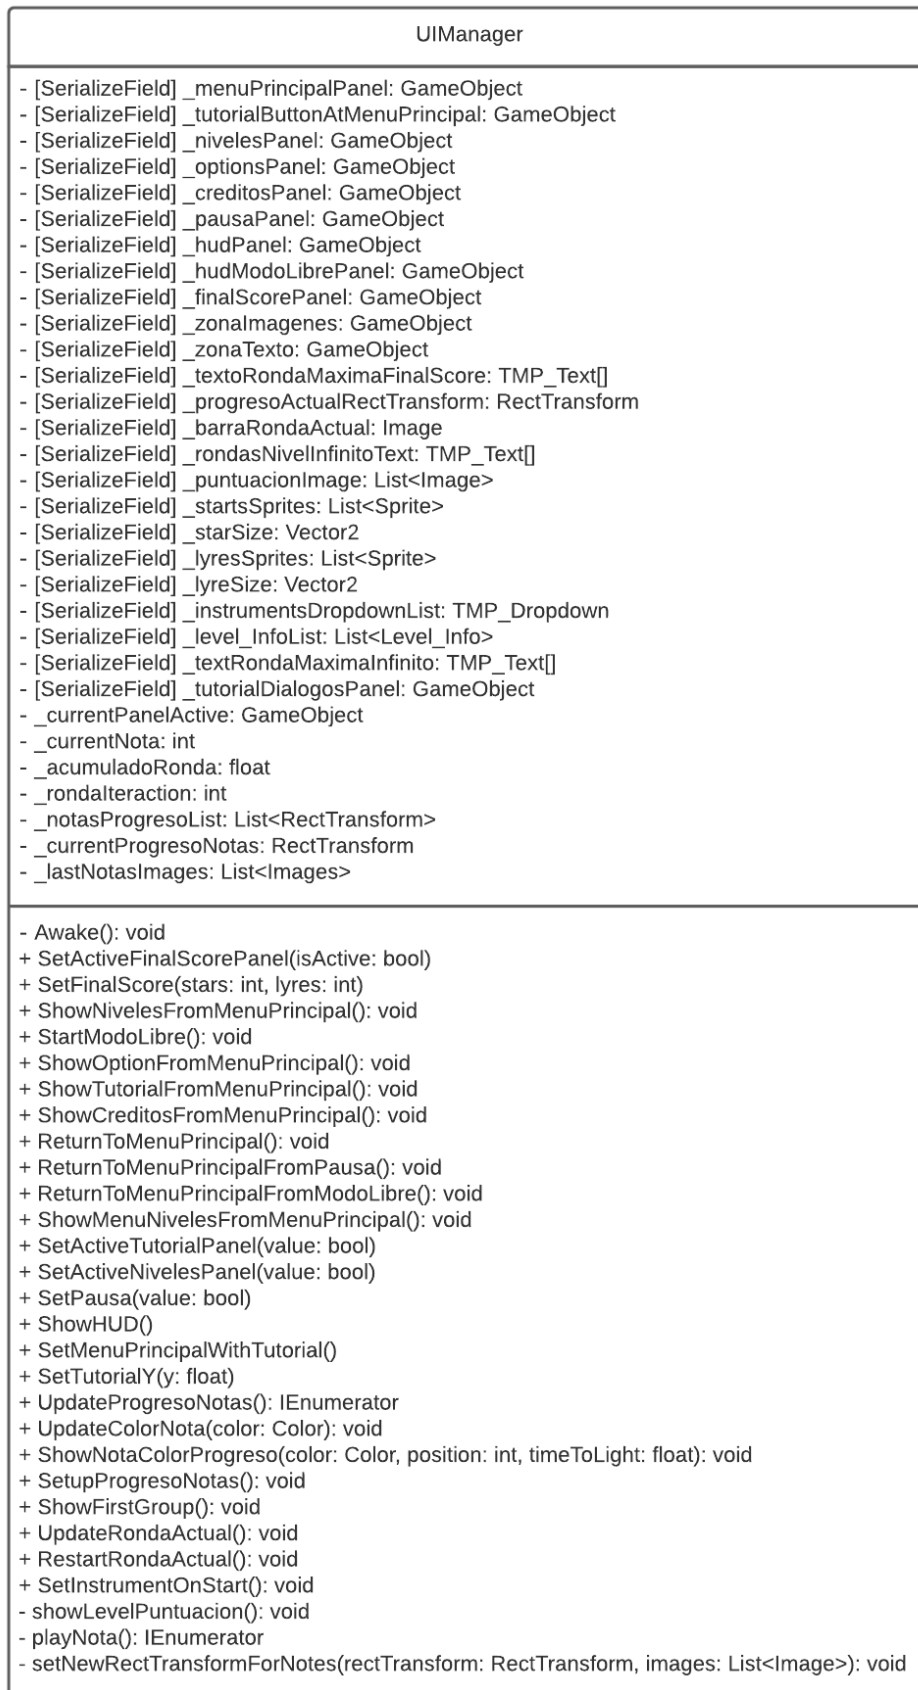 UIManager
- [SerializeField] _menuPrincipalPanel: GameObject
- [SerializeField] _tutorialButtonAtMenuPrincipal: GameObject
- [SerializeField] _nivelesPanel: GameObject
- [SerializeField] _optionsPanel: GameObject
- [SerializeField] _creditosPanel: GameObject
- [SerializeField] _pausaPanel: GameObject
- [SerializeField] _hudPanel: GameObject
- [SerializeField] _hudModoLibrePanel: GameObject
- [SerializeField] _finalScorePanel: GameObject
- [SerializeField] _zonaImagenes: GameObject
- [SerializeField] _zonaTexto: GameObject
- [SerializeField] _textoRondaMaximaFinalScore: TMP_Text[]
- [SerializeField] _progresoActualRectTransform: RectTransform
- [SerializeField] _barraRondaActual: Image
- [SerializeField] _rondasNivelInfinitoText: TMP_Text[]
- [SerializeField] _puntuacionImage: List<Image>
- [SerializeField] _startsSprites: List<Sprite>
- [SerializeField] _starSize: Vector2
- [SerializeField] _lyresSprites: List<Sprite>
- [SerializeField] _lyreSize: Vector2
- [SerializeField] _instrumentsDropdownList: TMP_Dropdown
- [SerializeField] _level_InfoList: List<Level_Info>
- [SerializeField] _textRondaMaximaInfinito: TMP_Text[]
- [SerializeField] _tutorialDialogosPanel: GameObject
- _currentPanelActive: GameObject
- _currentNota: int
- _acumuladoRonda: float
- _rondaIteraction: int
- _notasProgresoList: List<RectTransform>
- _currentProgresoNotas: RectTransform
- _lastNotasImages: List<Images>
- Awake(): void
+ SetActiveFinalScorePanel(isActive: bool)
+ SetFinalScore(stars: int, lyres: int)
+ ShowNivelesFromMenuPrincipal(): void
+ StartModoLibre(): void
+ ShowOptionFromMenuPrincipal(): void
+ ShowTutorialFromMenuPrincipal(): void
+ ShowCreditosFromMenuPrincipal(): void
+ ReturnToMenuPrincipal(): void
+ ReturnToMenuPrincipalFromPausa(): void
+ ReturnToMenuPrincipalFromModoLibre(): void
+ ShowMenuNivelesFromMenuPrincipal(): void
+ SetActiveTutorialPanel(value: bool)
+ SetActiveNivelesPanel(value: bool)
+ SetPausa(value: bool)
+ ShowHUD()
+ SetMenuPrincipalWithTutorial()
+ SetTutorialY(y: float)
+ UpdateProgresoNotas(): IEnumerator
+ UpdateColorNota(color: Color): void
+ ShowNotaColorProgreso(color: Color, position: int, timeToLight: float): void
+ SetupProgresoNotas(): void
+ ShowFirstGroup(): void
+ UpdateRondaActual(): void
+ RestartRondaActual(): void
+ SetInstrumentOnStart(): void
- showLevelPuntuacion(): void
- playNota(): IEnumerator
- setNewRectTransformForNotes(rectTransform: RectTransform, images: List<Image>): void